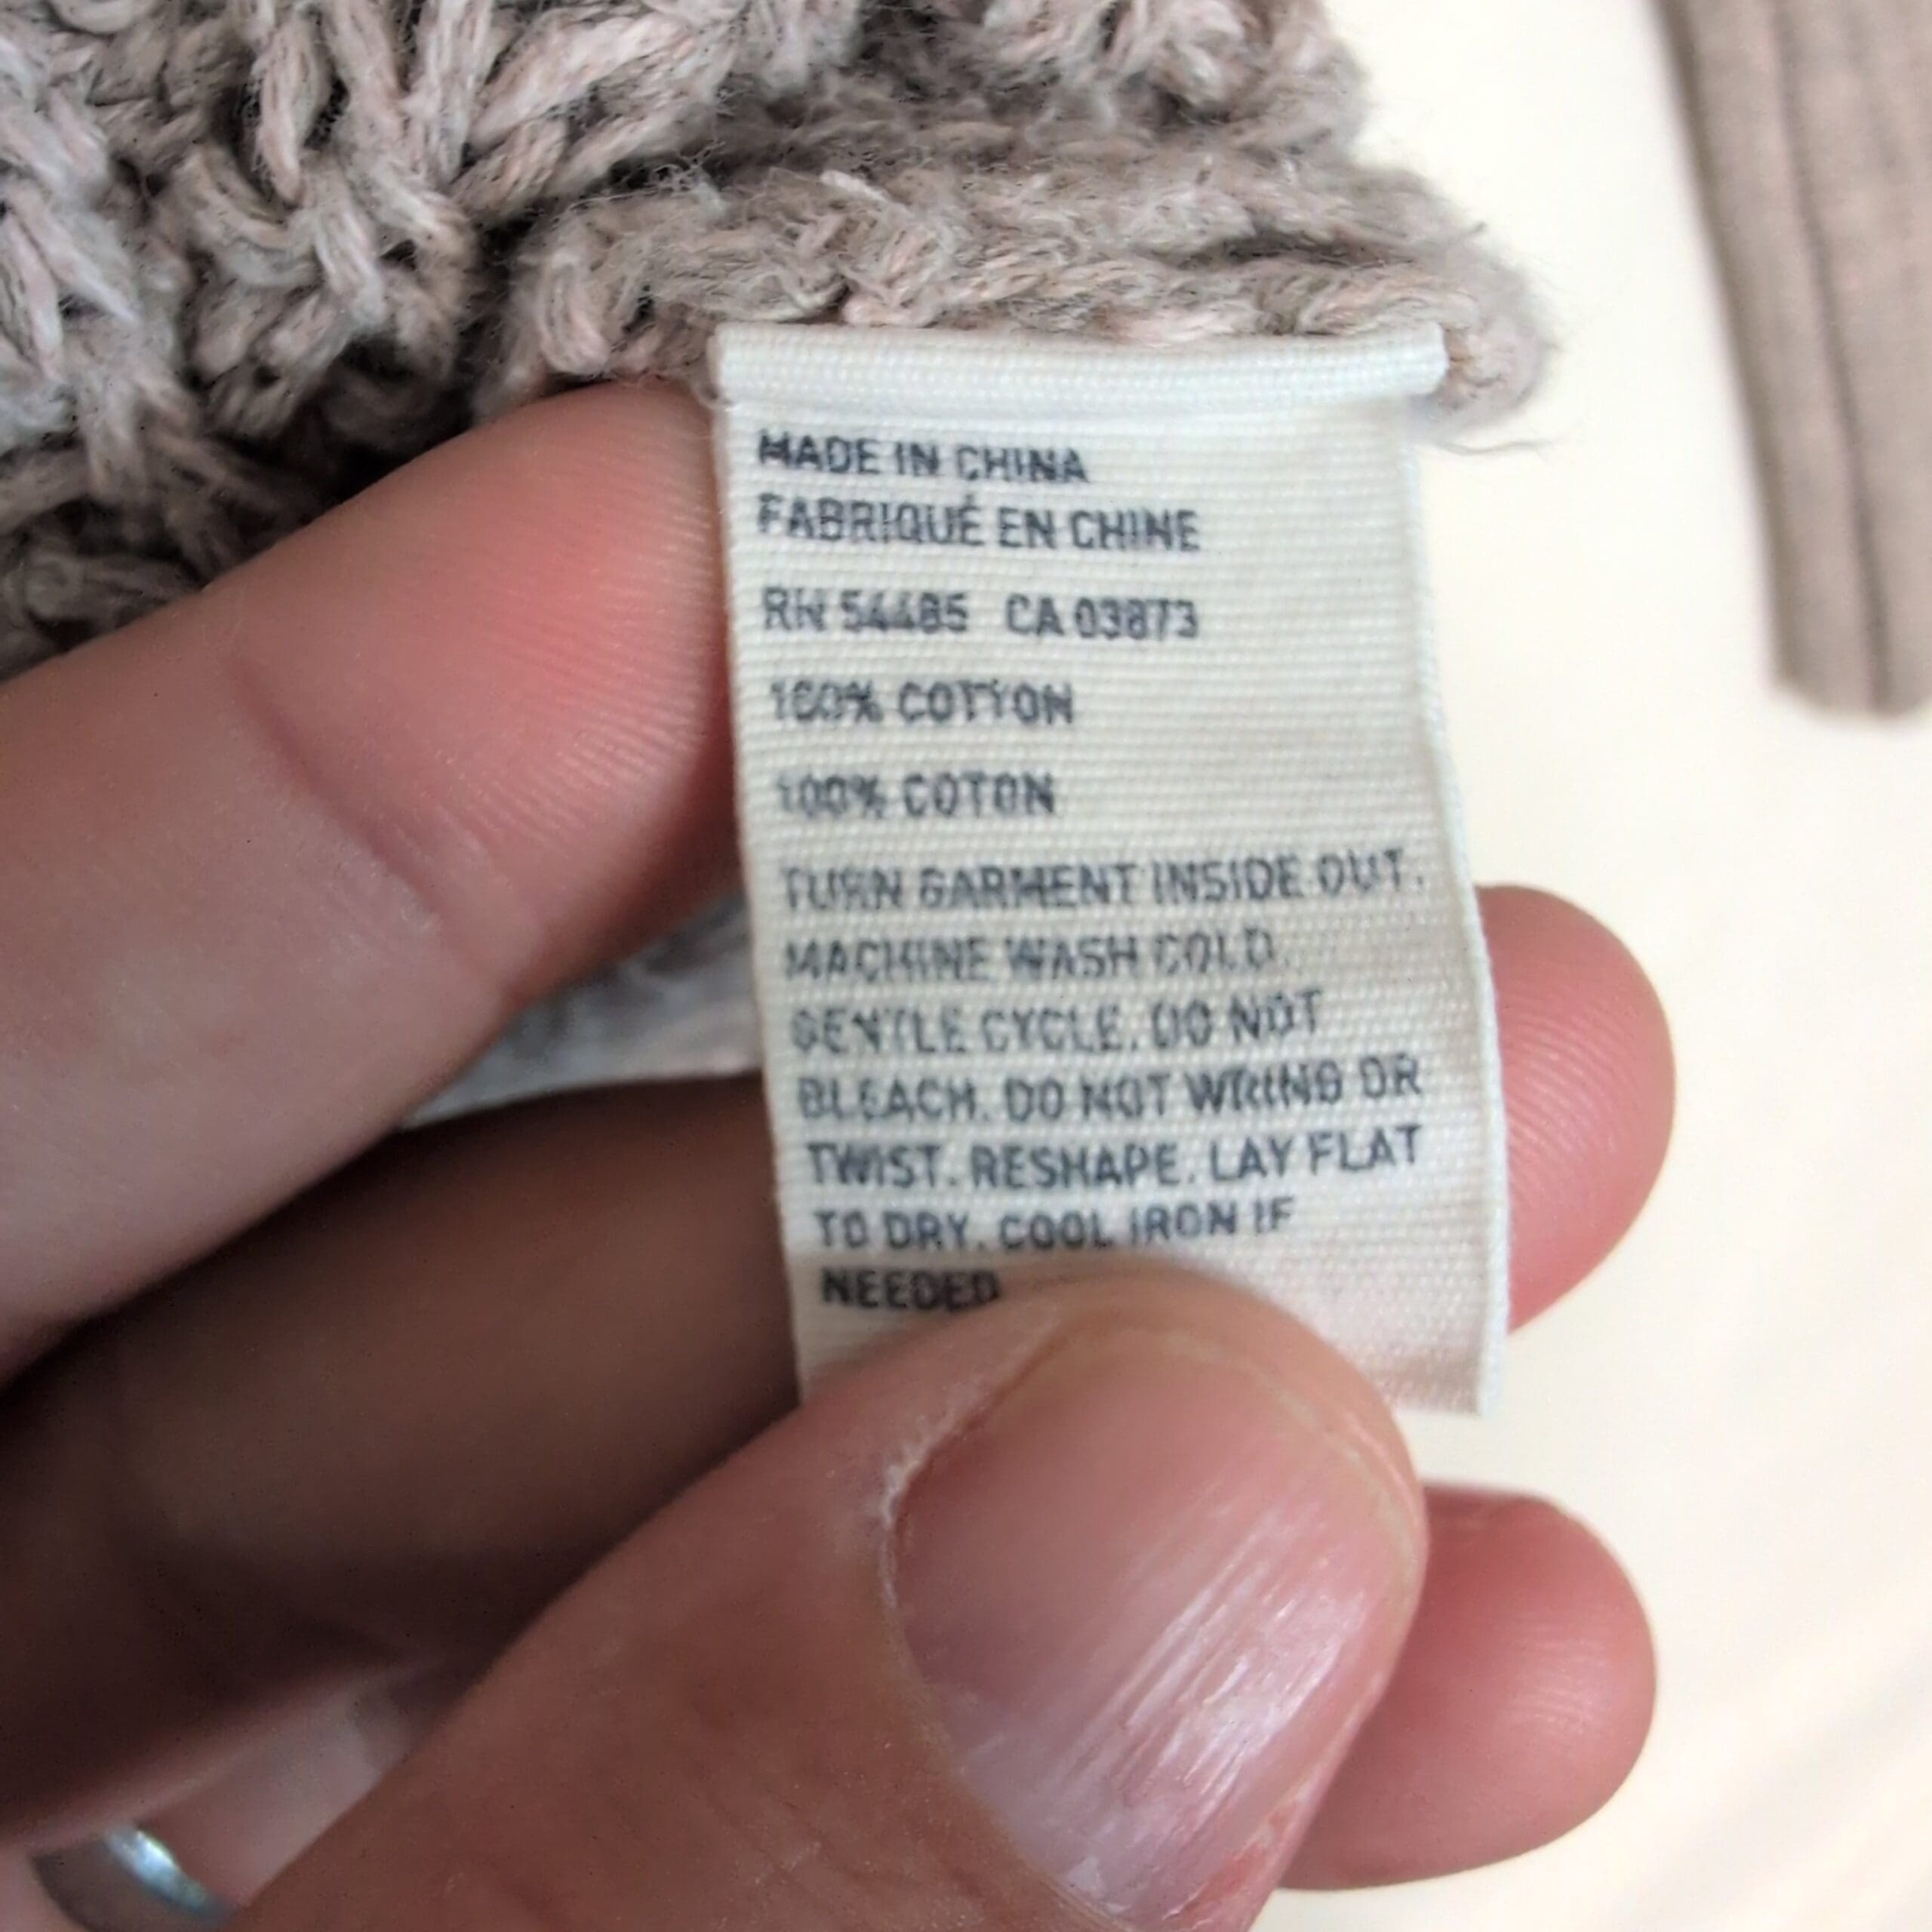 MADE IN CHINA
FABRIQUÉ EN CHINE
RN 54485 CA 03873
100% COTTON
100% COTON
TURN GARMENT INSIDE OUT.
MACHINE WASH COLD.
GENTLE CYCLE. DO NOT
BLEACH. DO NOT WRING OR
TWIST. RESHAPE. LAY FLAT
TO DRY. COOL IRON IF
NEEDED